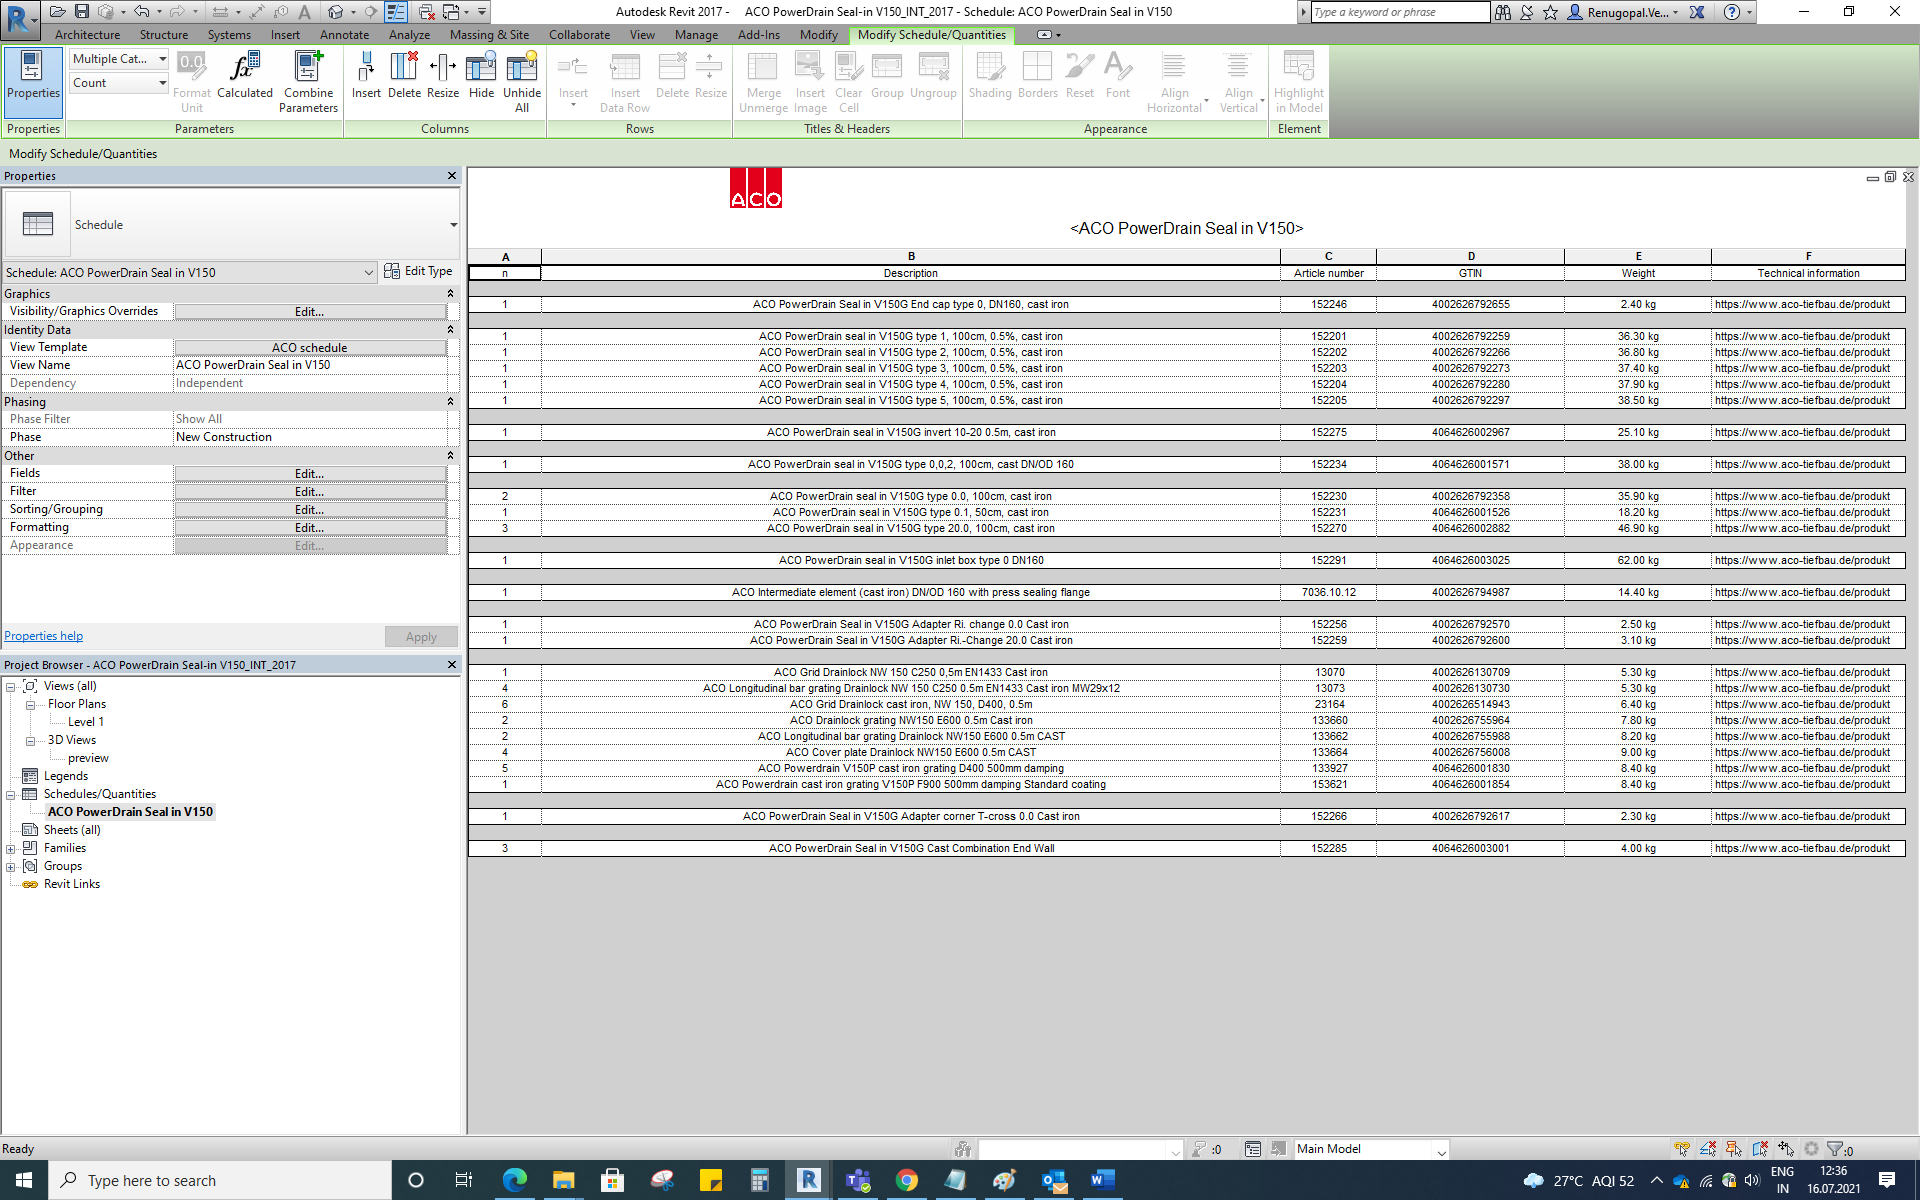 Autodesk Revit 2017 - ACO PowerDrain Seal-in V150_INT_2017 - Schedule: ACO PowerDrain Seal in V150
Type a keyword or phrase
Renugopal.Ve...
Architecture Structure Systems Insert Annotate Analyze Massing & Site Collaborate View Manage Add-Ins Modify Modify Schedule/Quantities
Multiple Cat...
Count
Properties
Format Unit
Calculated
Combine Parameters
Insert Delete Resize Hide Unhide All
Insert Insert Data Row Delete Resize
Merge Unmerge Insert Image Clear Cell Group Ungroup
Shading Borders Reset Font Align Horizontal Align Vertical
Highlight in Model
Properties Parameters Columns Rows Titles & Headers Appearance Element
Modify Schedule/Quantities
Properties
Schedule
Schedule: ACO PowerDrain Seal in V150
Edit Type
Graphics
Visibility/Graphics Overrides Edit...
Identity Data
View Template ACO schedule
View Name ACO PowerDrain Seal in V150
Dependency Independent
Phasing
Phase Filter Show All
Phase New Construction
Other
Fields Edit...
Filter Edit...
Sorting/Grouping Edit...
Formatting Edit...
Appearance Edit...
Properties help
Apply
Project Browser - ACO PowerDrain Seal-in V150_INT_2017
Views (all)
Floor Plans
Level 1
3D Views
preview
Legends
Schedules/Quantities
ACO PowerDrain Seal in V150
Sheets (all)
Families
Groups
Revit Links
ACO
<ACO PowerDrain Seal in V150>
A B C D E F
n Description Article number GTIN Weight Technical information
1 ACO PowerDrain Seal in V150G End cap type 0, DN160, cast iron 152246 4002626792655 2.40 kg https://www.aco-tiefbau.de/produkt
1 ACO PowerDrain seal in V150G type 1, 100cm, 0.5%, cast iron 152201 4002626792259 36.30 kg https://www.aco-tiefbau.de/produkt
1 ACO PowerDrain seal in V150G type 2, 100cm, 0.5%, cast iron 152202 4002626792266 36.80 kg https://www.aco-tiefbau.de/produkt
1 ACO PowerDrain seal in V150G type 3, 100cm, 0.5%, cast iron 152203 4002626792273 37.40 kg https://www.aco-tiefbau.de/produkt
1 ACO PowerDrain seal in V150G type 4, 100cm, 0.5%, cast iron 152204 4002626792280 37.90 kg https://www.aco-tiefbau.de/produkt
1 ACO PowerDrain seal in V150G type 5, 100cm, 0.5%, cast iron 152205 4002626792297 38.50 kg https://www.aco-tiefbau.de/produkt
1 ACO PowerDrain seal in V150G invert 10-20 0.5m, cast iron 152275 4064626002967 25.10 kg https://www.aco-tiefbau.de/produkt
1 ACO PowerDrain seal in V150G type 0,0,2, 100cm, cast DN/OD 160 152234 4064626001571 38.00 kg https://www.aco-tiefbau.de/produkt
2 ACO PowerDrain seal in V150G type 0.0, 100cm, cast iron 152230 4002626792358 35.90 kg https://www.aco-tiefbau.de/produkt
1 ACO PowerDrain seal in V150G type 0.1, 50cm, cast iron 152231 4064626001526 18.20 kg https://www.aco-tiefbau.de/produkt
3 ACO PowerDrain seal in V150G type 20.0, 100cm, cast iron 152270 4064626002882 46.90 kg https://www.aco-tiefbau.de/produkt
1 ACO PowerDrain seal in V150G inlet box type 0 DN160 152291 4064626003025 62.00 kg https://www.aco-tiefbau.de/produkt
1 ACO Intermediate element (cast iron) DN/OD 160 with press sealing flange 7036.10.12 4002626794987 14.40 kg https://www.aco-tiefbau.de/produkt
1 ACO PowerDrain Seal in V150G Adapter Ri. change 0.0 Cast iron 152256 4002626792570 2.50 kg https://www.aco-tiefbau.de/produkt
1 ACO PowerDrain Seal in V150G Adapter Ri.-Change 20.0 Cast iron 152259 4002626792600 3.10 kg https://www.aco-tiefbau.de/produkt
1 ACO Grid Drainlock NW 150 C250 0,5m EN1433 Cast iron 13070 4002626130709 5.30 kg https://www.aco-tiefbau.de/produkt
4 ACO Longitudinal bar grating Drainlock NW 150 C250 0.5m EN1433 Cast iron MW29x12 13073 4002626130730 5.30 kg https://www.aco-tiefbau.de/produkt
6 ACO Grid Drainlock cast iron, NW 150, D400, 0.5m 23164 4002626514943 6.40 kg https://www.aco-tiefbau.de/produkt
2 ACO Drainlock grating NW150 E600 0.5m Cast iron 133660 4002626755964 7.80 kg https://www.aco-tiefbau.de/produkt
2 ACO Longitudinal bar grating Drainlock NW150 E600 0.5m CAST 133662 4002626755988 8.20 kg https://www.aco-tiefbau.de/produkt
4 ACO Cover plate Drainlock NW150 E600 0.5m CAST 133664 4002626756008 9.00 kg https://www.aco-tiefbau.de/produkt
5 ACO Powerdrain V150P cast iron grating D400 500mm damping 133927 4064626001830 8.40 kg https://www.aco-tiefbau.de/produkt
1 ACO Powerdrain cast iron grating V150P F900 500mm damping Standard coating 153621 4064626001854 8.40 kg https://www.aco-tiefbau.de/produkt
1 ACO PowerDrain Seal in V150G Adapter corner T-cross 0.0 Cast iron 152266 4002626792617 2.30 kg https://www.aco-tiefbau.de/produkt
3 ACO PowerDrain Seal in V150G Cast Combination End Wall 152285 4064626003001 4.00 kg https://www.aco-tiefbau.de/produkt
Ready
:0
Main Model
:0
Type here to search
27°C AQI 52
ENG
IN
12:36
16.07.2021